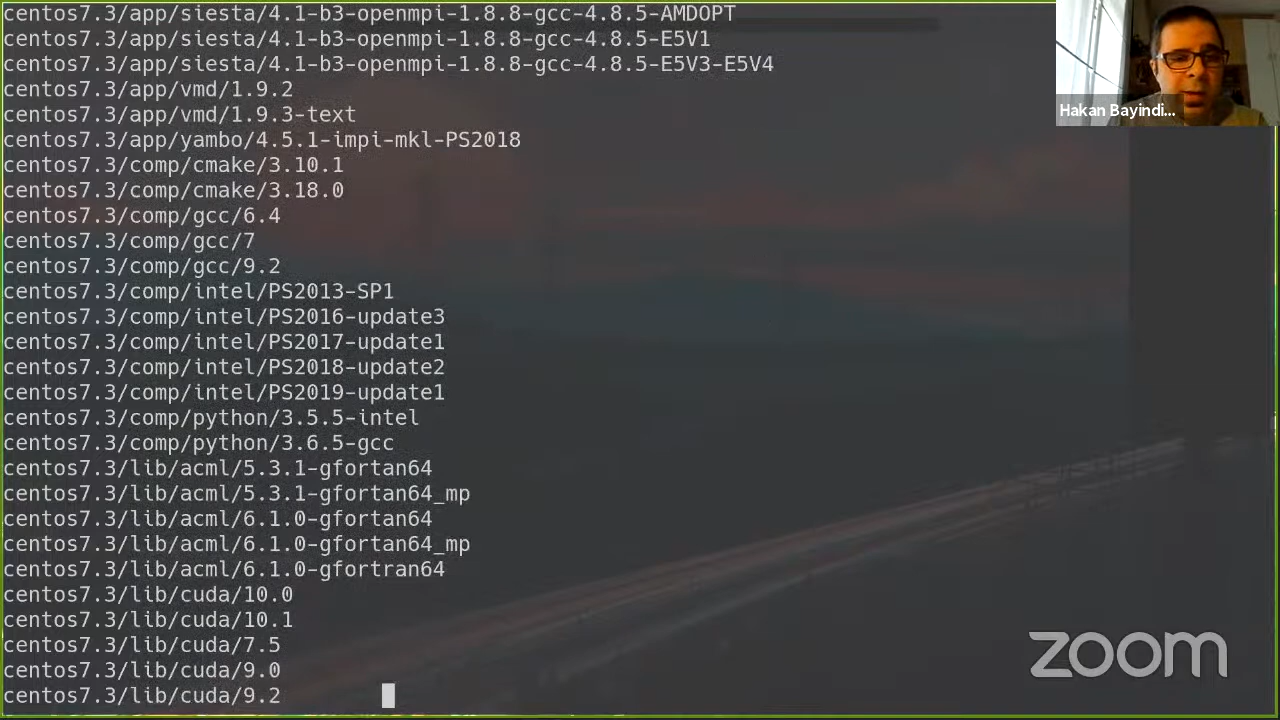 centos7.3/app/siesta/4.1-b3-openmpi-1.8.8-gcc-4.8.5-AMDOPT
centos7.3/app/siesta/4.1-b3-openmpi-1.8.8-gcc-4.8.5-E5V1
centos7.3/app/siesta/4.1-b3-openmpi-1.8.8-gcc-4.8.5-E5V3-E5V4
centos7.3/app/vmd/1.9.2
centos7.3/app/vmd/1.9.3-text
centos7.3/app/yambo/4.5.1-impi-mkl-PS2018
centos7.3/comp/cmake/3.10.1
centos7.3/comp/cmake/3.18.0
centos7.3/comp/gcc/6.4
centos7.3/comp/gcc/7
centos7.3/comp/gcc/9.2
centos7.3/comp/intel/PS2013-SP1
centos7.3/comp/intel/PS2016-update3
centos7.3/comp/intel/PS2017-update1
centos7.3/comp/intel/PS2018-update2
centos7.3/comp/intel/PS2019-update1
centos7.3/comp/python/3.5.5-intel
centos7.3/comp/python/3.6.5-gcc
centos7.3/lib/acml/5.3.1-gfortan64
centos7.3/lib/acml/5.3.1-gfortan64_mp
centos7.3/lib/acml/6.1.0-gfortan64
centos7.3/lib/acml/6.1.0-gfortan64_mp
centos7.3/lib/acml/6.1.0-gfortran64
centos7.3/lib/cuda/10.0
centos7.3/lib/cuda/10.1
centos7.3/lib/cuda/7.5
centos7.3/lib/cuda/9.0
centos7.3/lib/cuda/9.2
Hakan Bayindi...
zoom